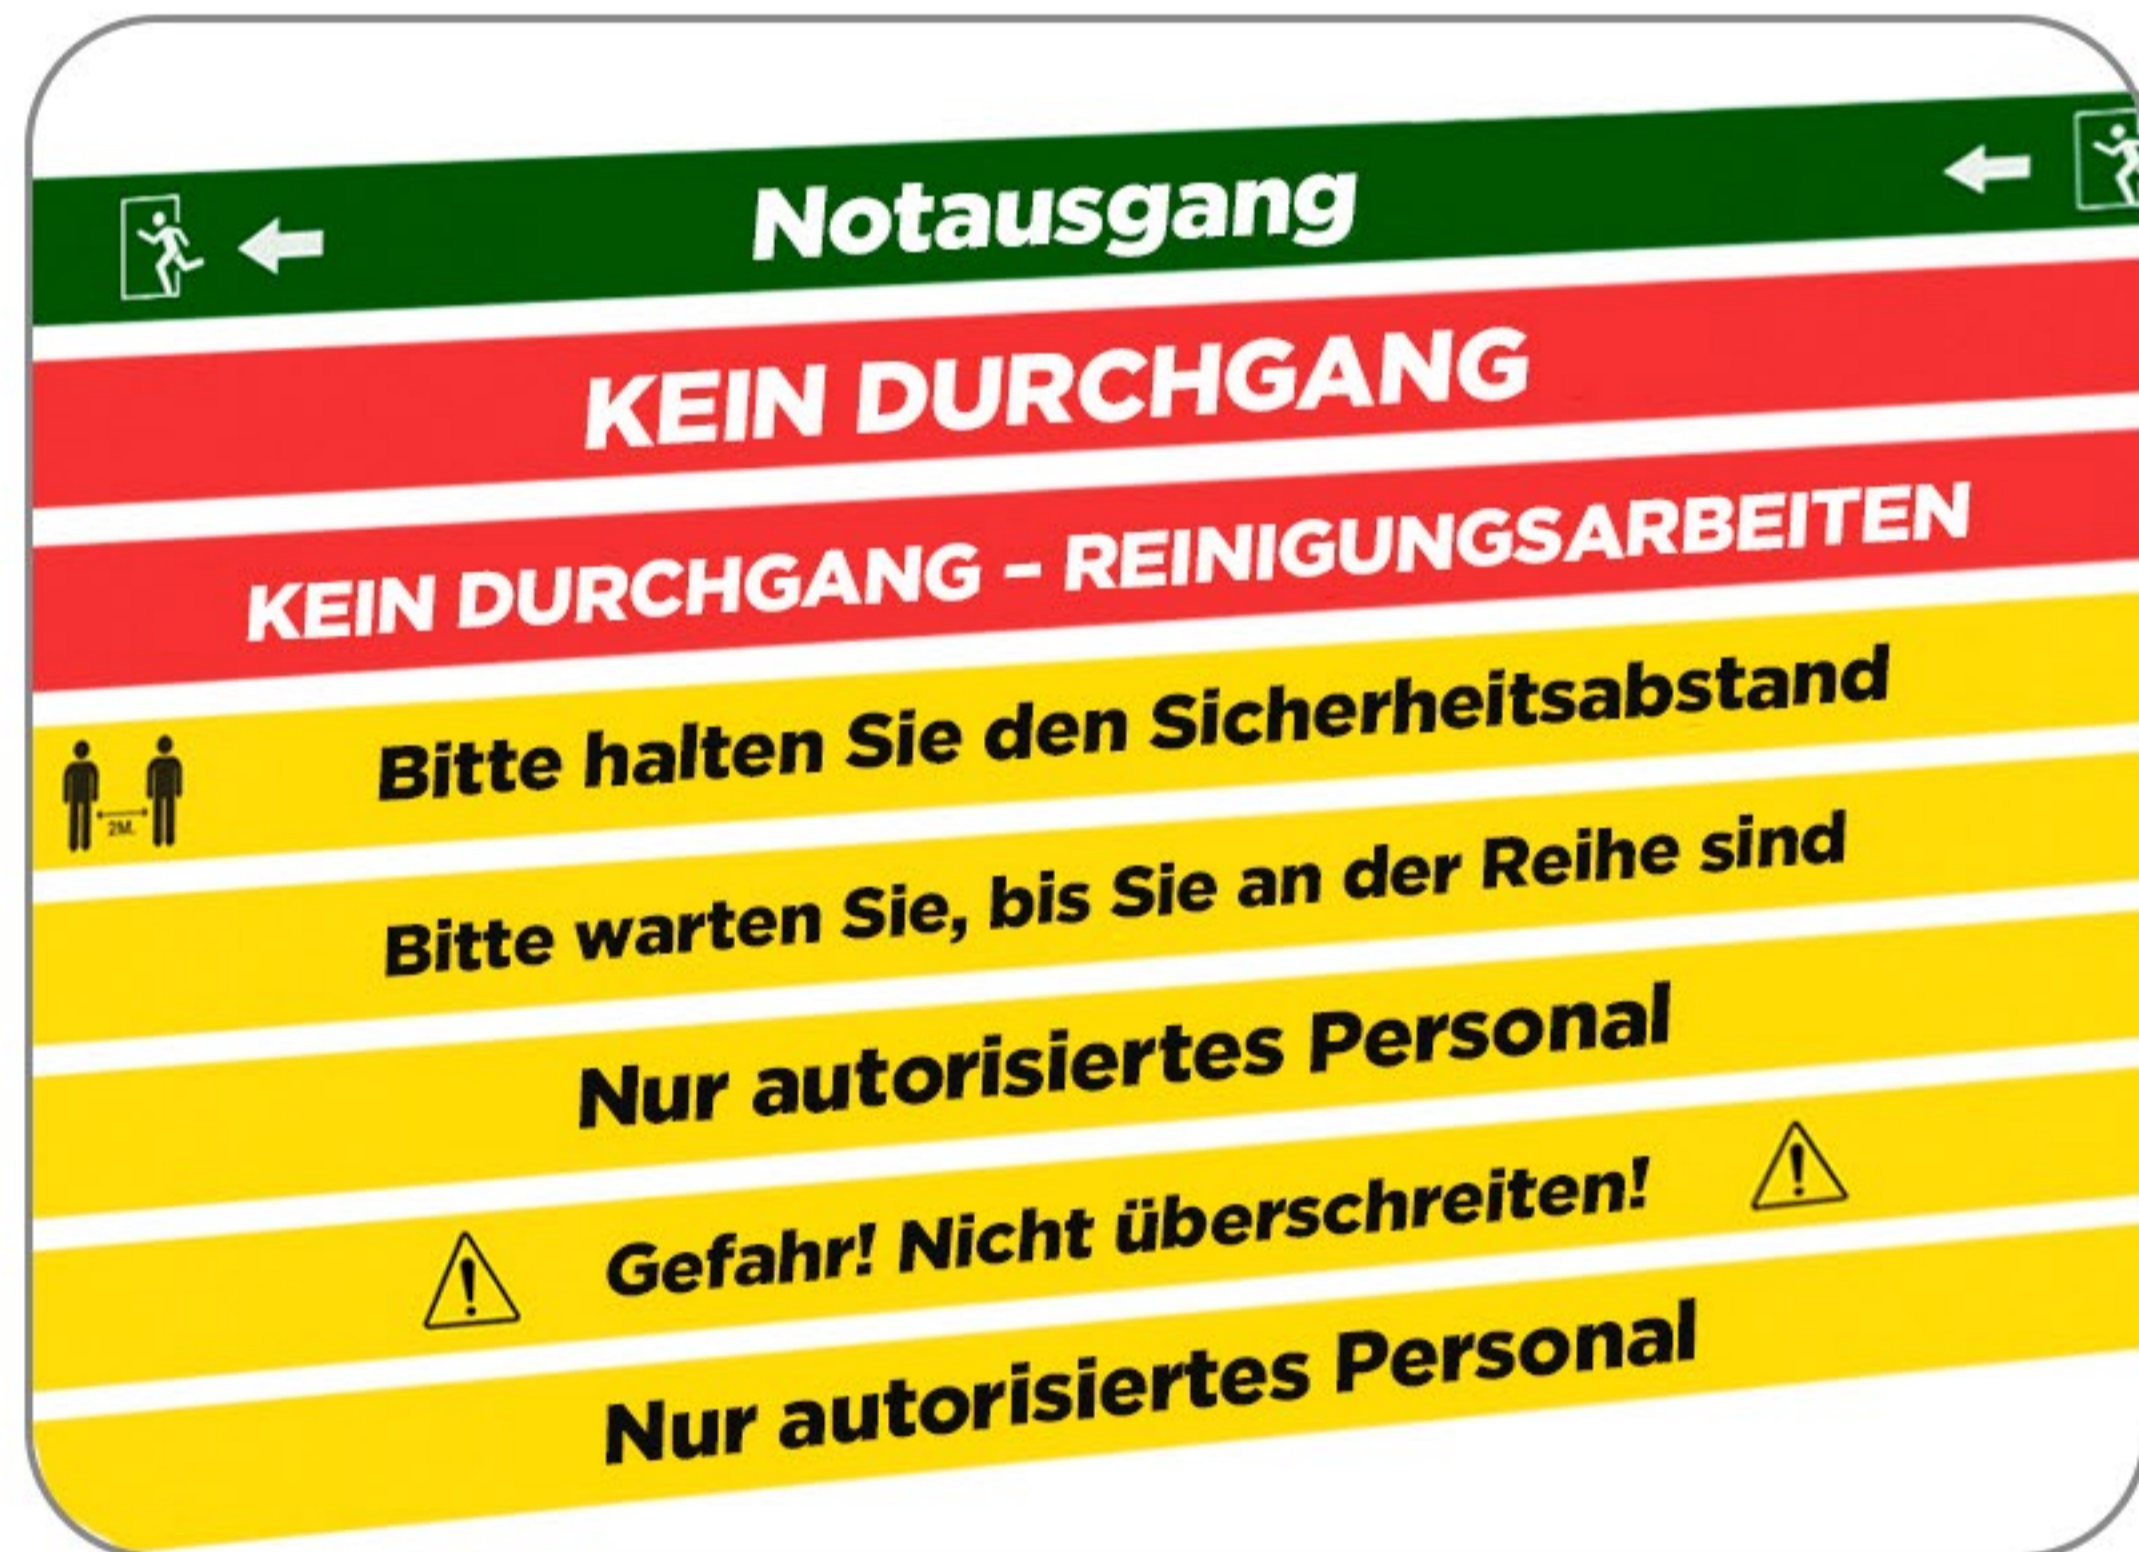 Notausgang
KEIN DURCHGANG
KEIN DURCHGANG – REINIGUNGSARBEITEN
2M.
Bitte halten Sie den Sicherheitsabstand
Bitte warten Sie, bis Sie an der Reihe sind
Nur autorisiertes Personal
Gefahr! Nicht überschreiten!
Nur autorisiertes Personal